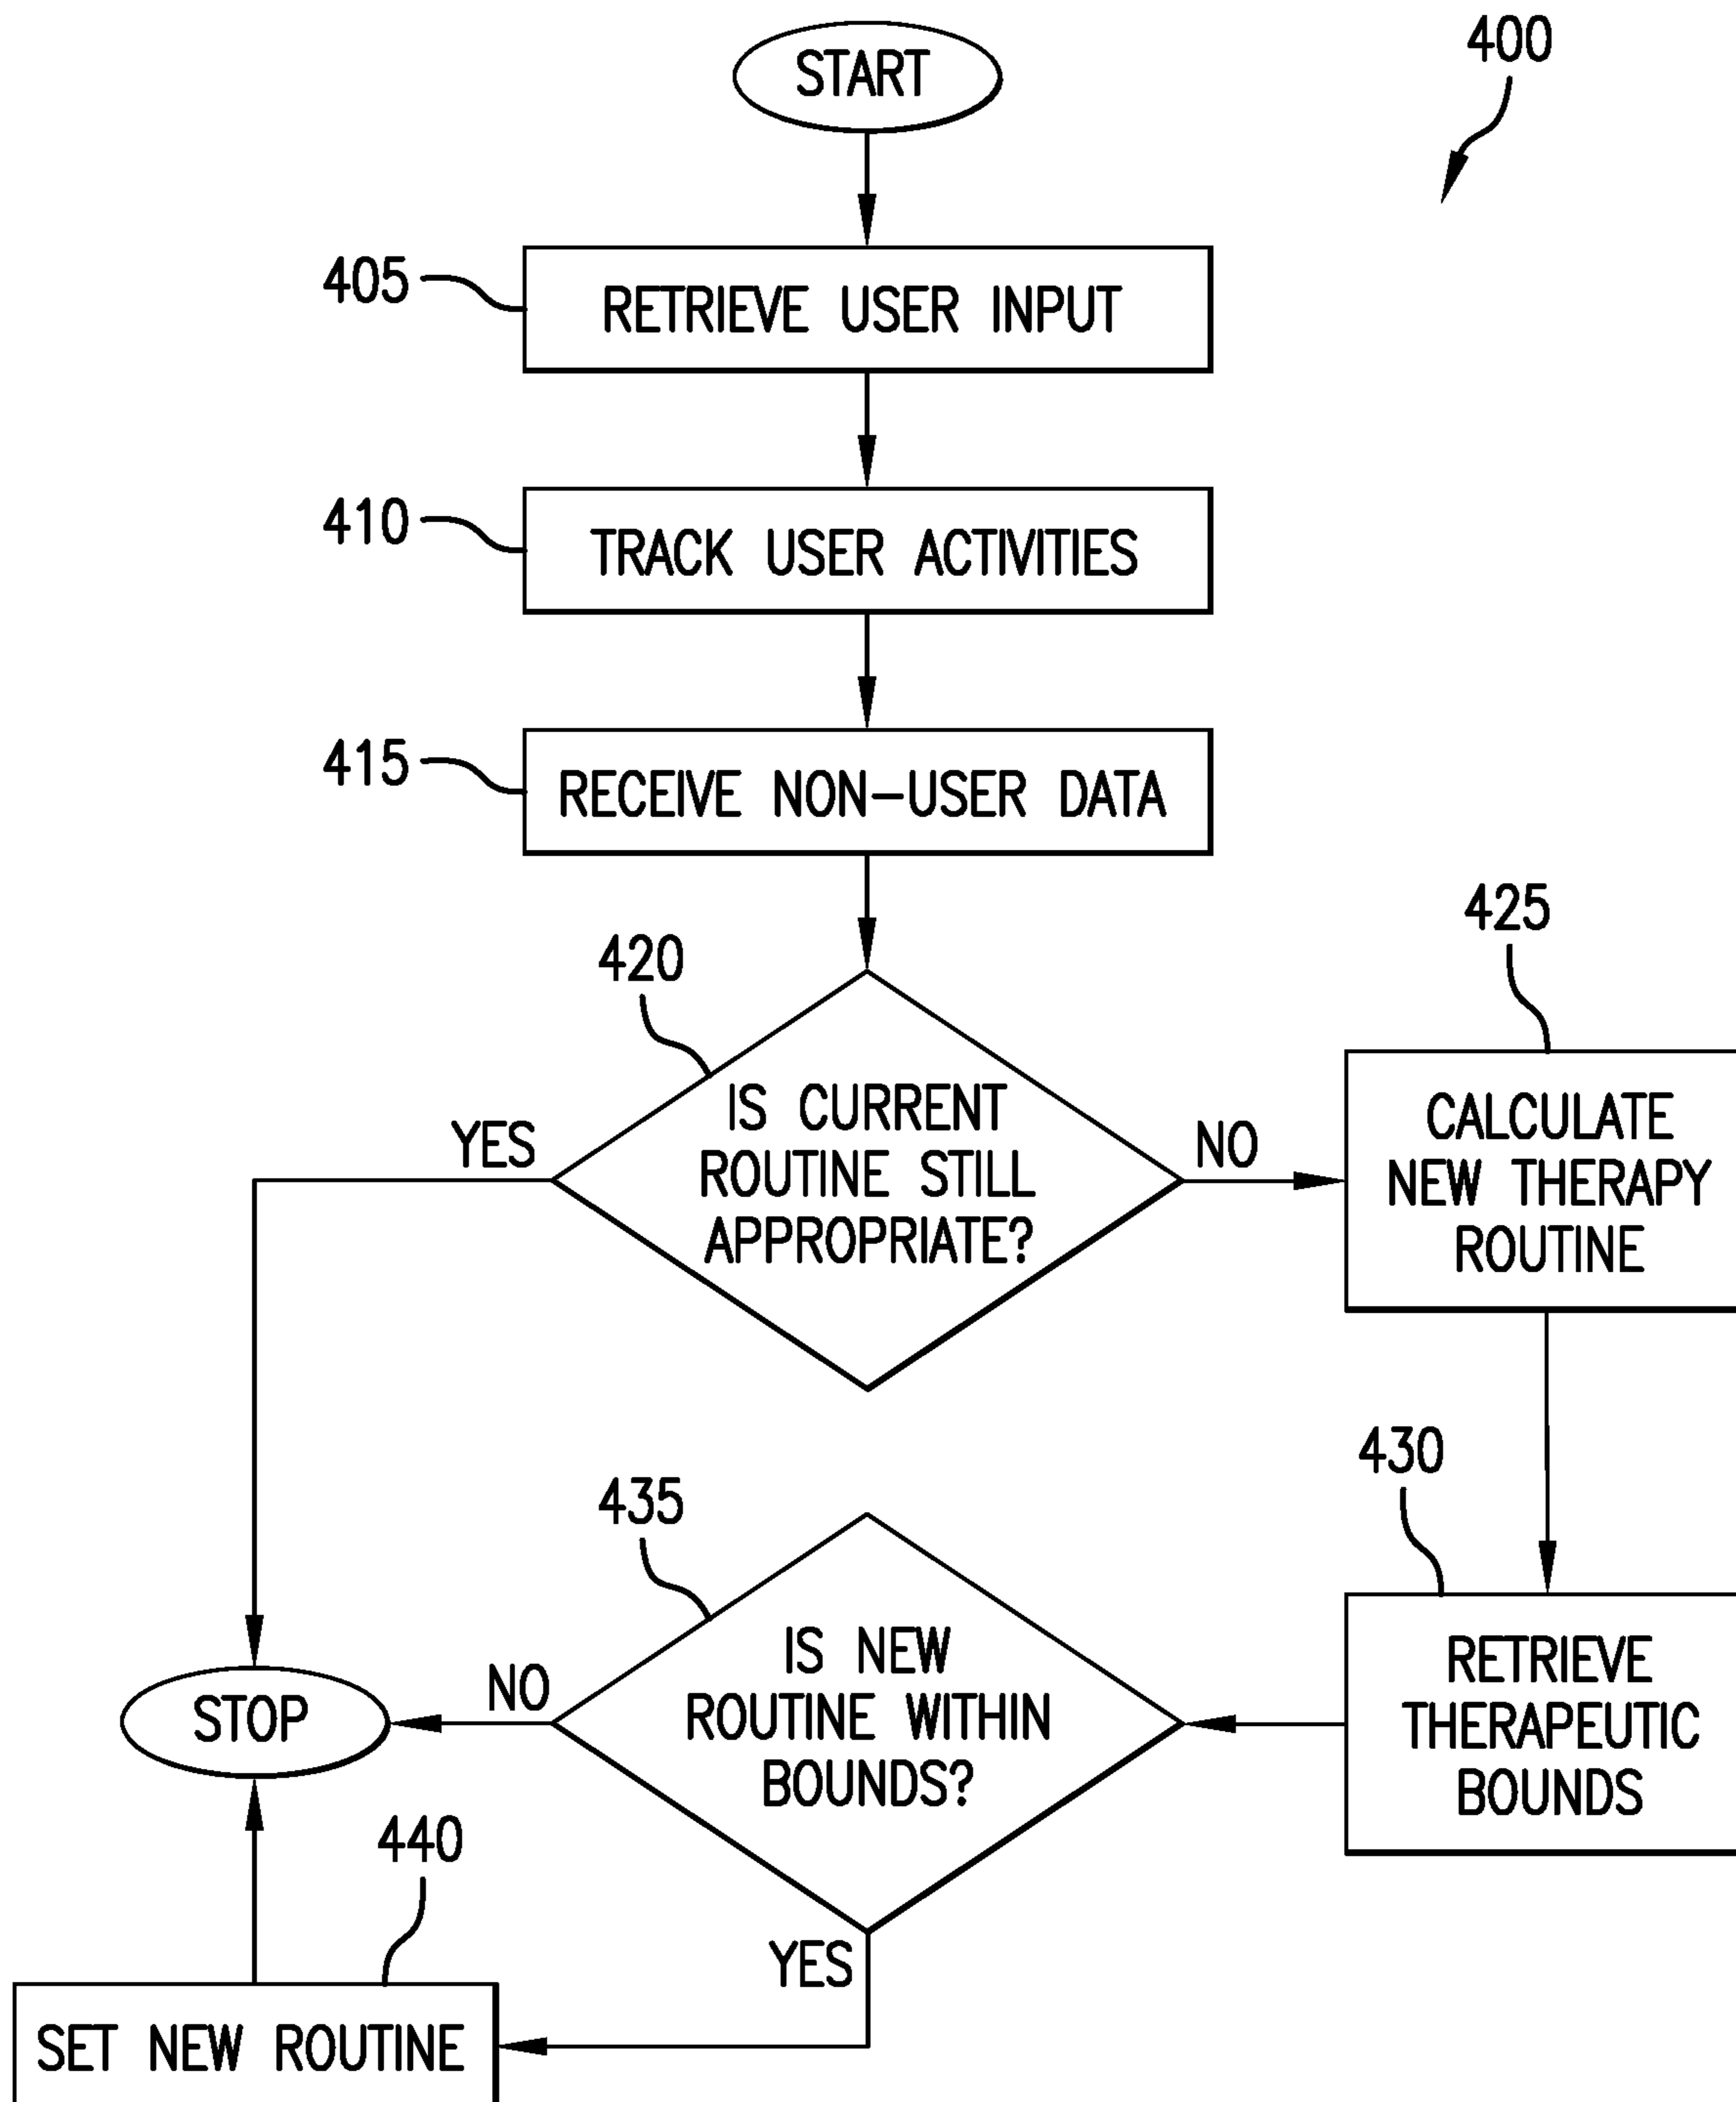 START
400
405
RETRIEVE USER INPUT
410
TRACK USER ACTIVITIES
415
RECEIVE NON-USER DATA
420
425
IS CURRENT
ROUTINE STILL
APPROPRIATE?
YES
NO
CALCULATE
NEW THERAPY
ROUTINE
430
435
IS NEW
ROUTINE WITHIN
BOUNDS?
RETRIEVE
THERAPEUTIC
BOUNDS
NO
STOP
440
YES
SET NEW ROUTINE